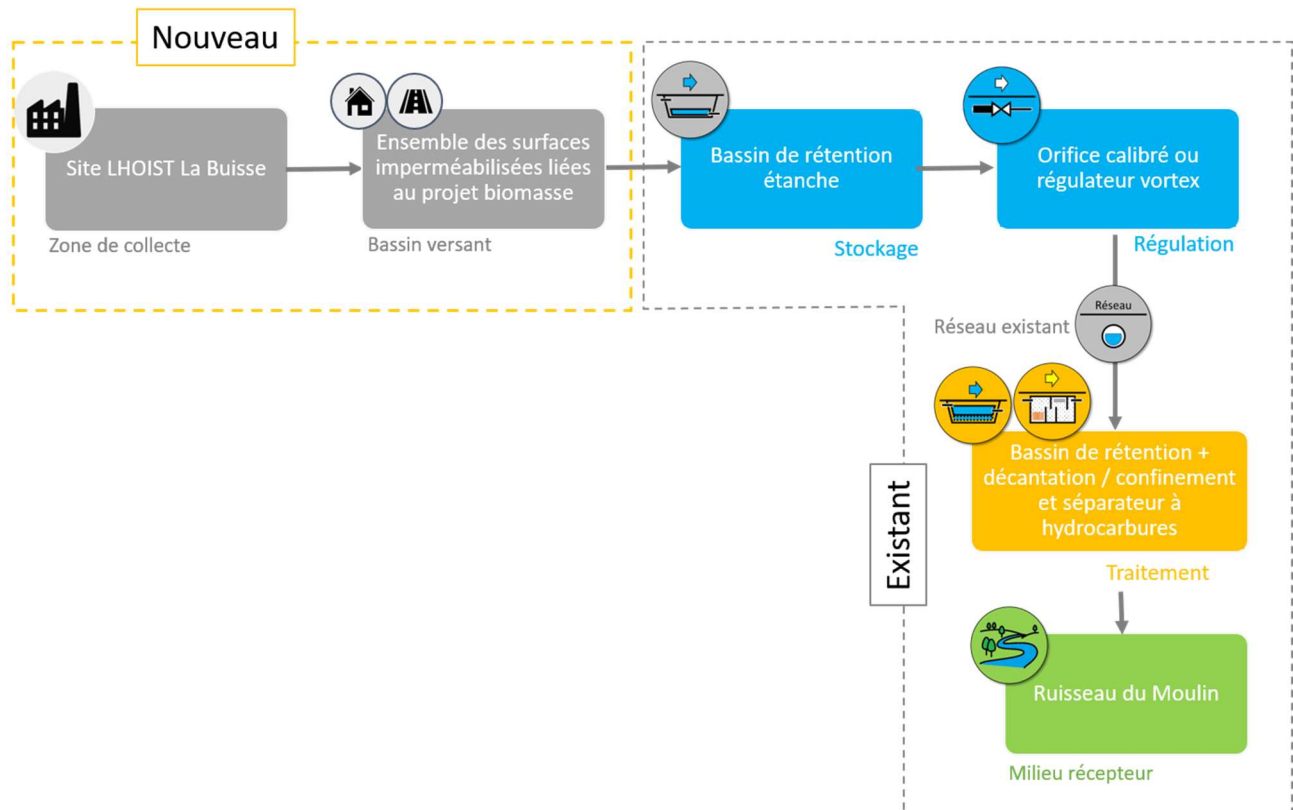 Nouveau
Site LHOIST La Buisse
Zone de collecte
Ensemble des surfaces
imperméabilisées liées
au projet biomasse
Bassin versant
Bassin de rétention
étanche
Stockage
Orifice calibré ou
régulateur vortex
Régulation
Réseau
Réseau existant
Bassin de rétention +
décantation / confinement
et séparateur à
hydrocarbures
Traitement
Existant
Ruisseau du Moulin
Milieu récepteur